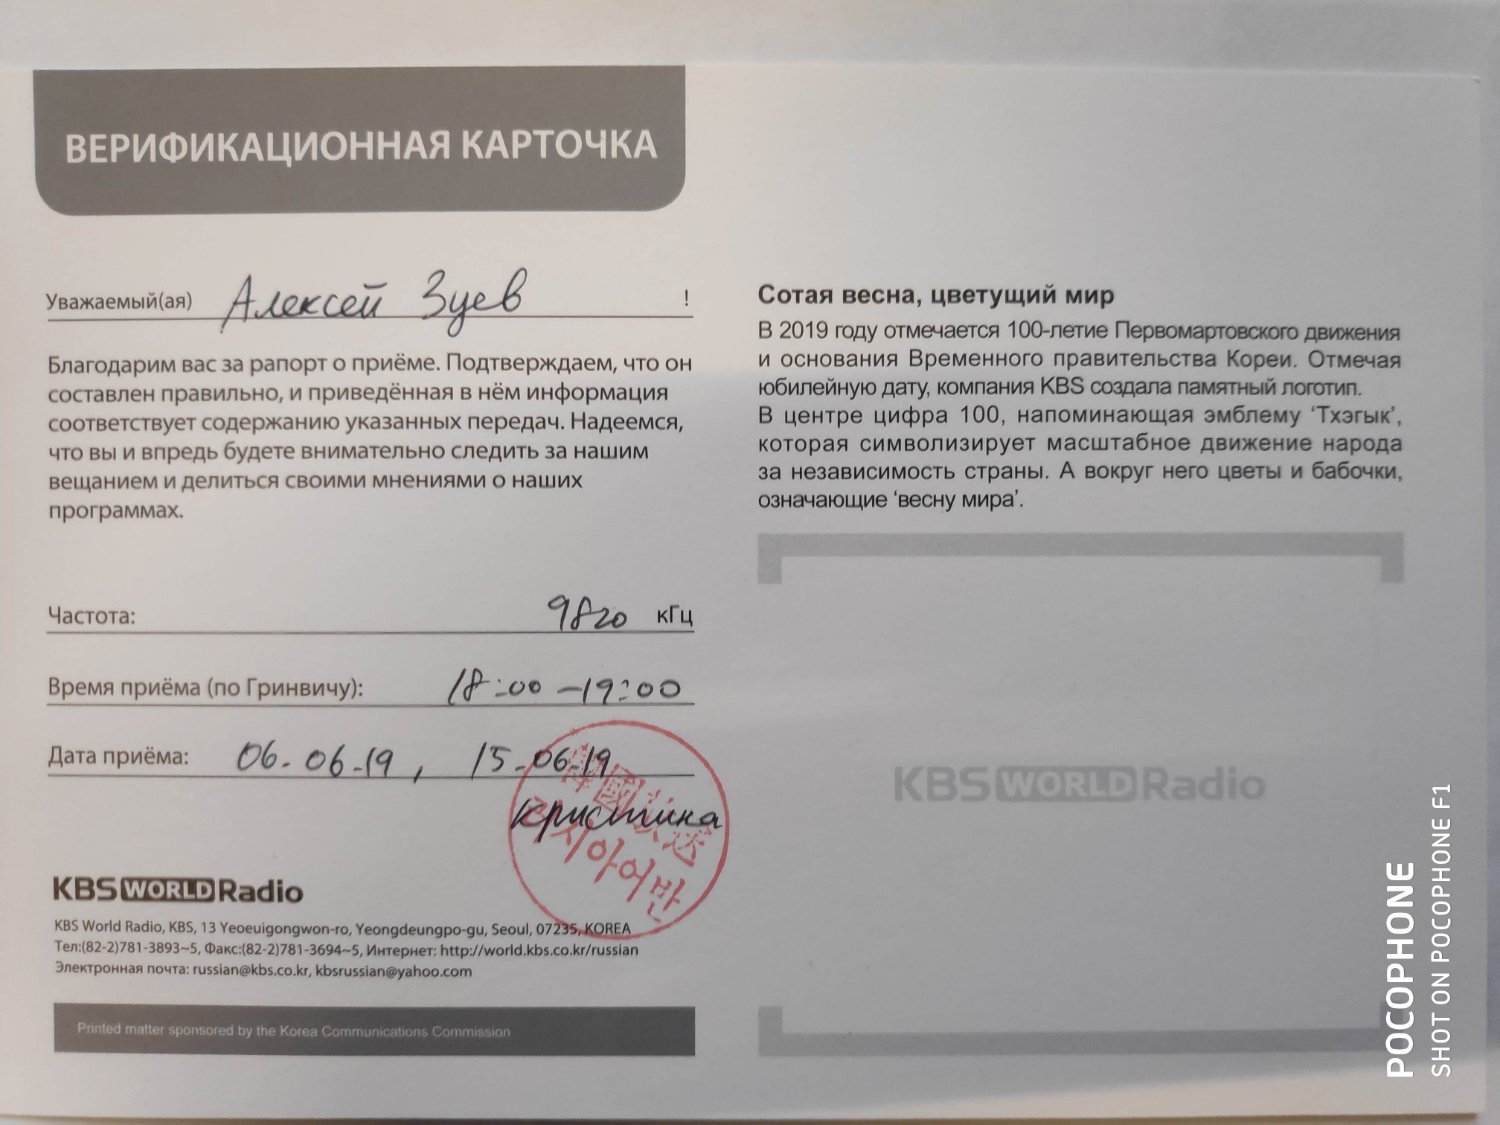 ВЕРИФИКАЦИОННАЯ КАРТОЧКА
Уважаемый(ая) Алексей Зуев !
Благодарим вас за рапорт о приёме. Подтверждаем, что он
составлен правильно, и приведённая в нём информация
соответствует содержанию указанных передач. Надеемся,
что вы и впредь будете внимательно следить за нашим
вещанием и делиться своими мнениями о наших
программах.
Частота: 9820 кГц
Время приёма (по Гринвичу): 18:00 – 19:00
Дата приёма: 06.06.19, 15.06.19
Кристина
KBS WORLD Radio
KBS World Radio, KBS, 13 Yeoeuigongwon-ro, Yeongdeungpo-gu, Seoul, 07235, KOREA
Тел:(82-2)781-3893~5, Факс:(82-2)781-3694~5, Интернет: http://world.kbs.co.kr/russian
Электронная почта: russian@kbs.co.kr, kbsrussian@yahoo.com
Printed matter sponsored by the Korea Communications Commission
Сотая весна, цветущий мир
В 2019 году отмечается 100-летие Первомартовского движения
и основания Временного правительства Кореи. Отмечая
юбилейную дату, компания KBS создала памятный логотип.
В центре цифра 100, напоминающая эмблему ‘Тхэгык’,
которая символизирует масштабное движение народа
за независимость страны. А вокруг него цветы и бабочки,
означающие ‘весну мира’.
KBS WORLD Radio
POCOPHONE
SHOT ON POCOPHONE F1